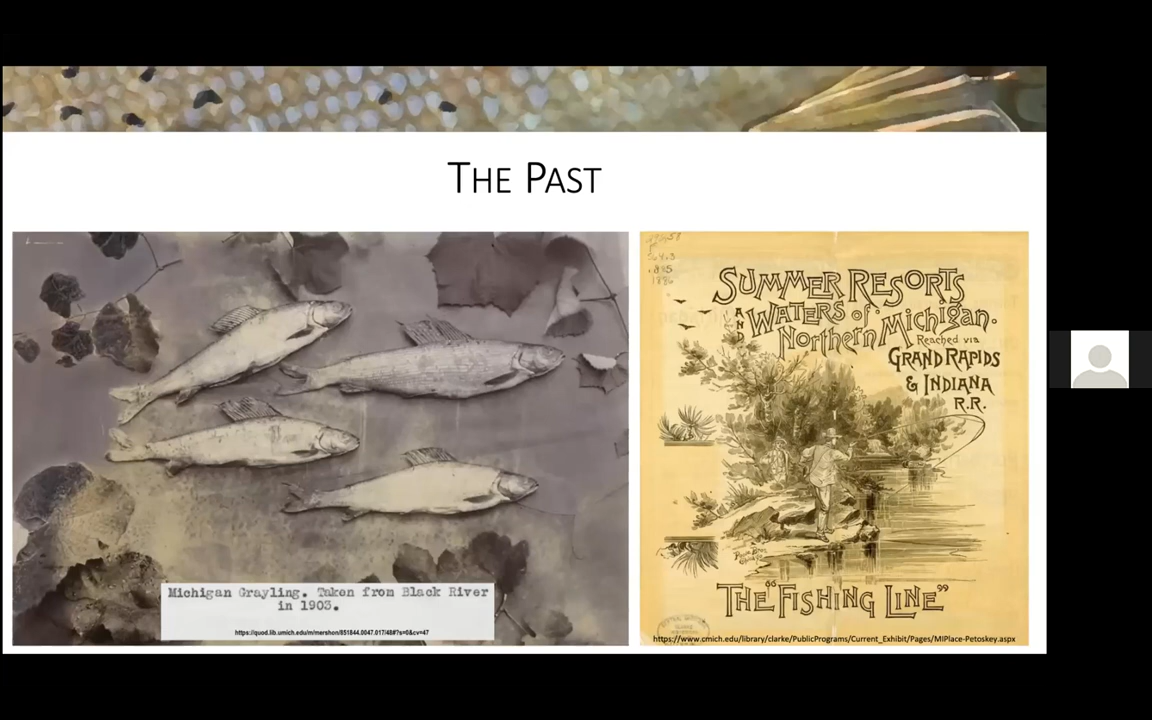 The Past
Michigan Grayling. Taken from Black River
in 1903.
https://quod.lib.umich.edu/m/mershon/851844.0047.017/48#?s=0&cv=47
SUMMER RESORTS
AND WATERS of
Northern Michigan.
Reached via
GRAND RAPIDS
& INDIANA
R.R.
THE "FISHING LINE"
https://www.cmich.edu/library/clarke/PublicPrograms/Current_Exhibit/Pages/MIPlace-Petoskey.aspx